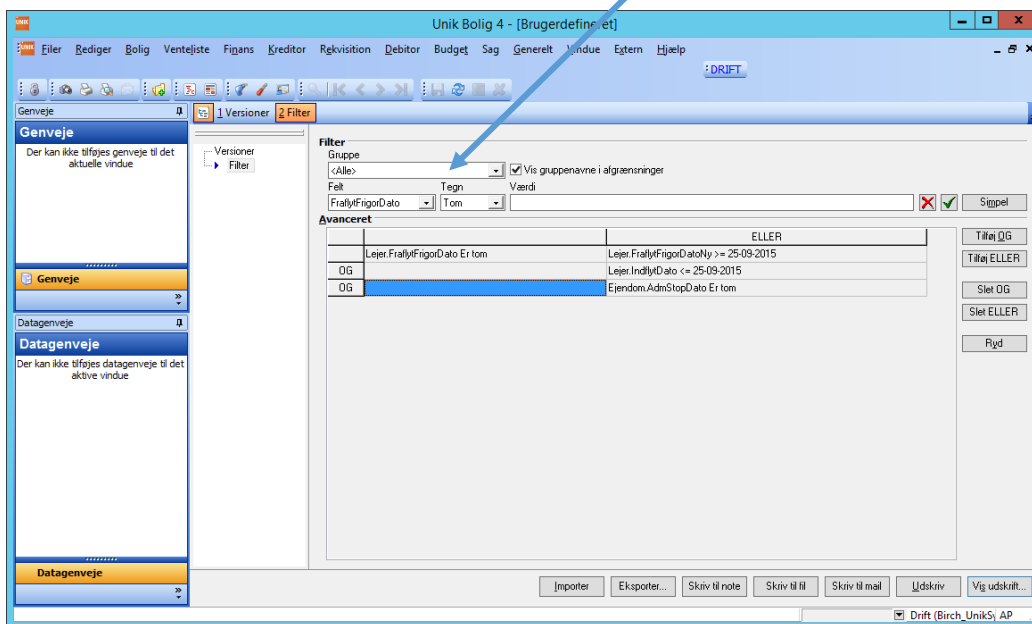 Unik Bolig 4 - [Brugerdefineret]
Filer Rediger Bolig Venteliste Finans Kreditor Rekvisition Debitor Budget Sag Generelt Vindue Extern Hjælp
:DRIFT
Genveje
1 Versioner 2 Filter
Genveje
Der kan ikke tilføjes genveje til det
aktuelle vindue
Versioner
Filter
Filter
Gruppe
<Alle> Vis gruppenavne i afgrænsninger
Felt Tegn Værdi
FraflytFrigorDato Tom Simpel
Avanceret
ELLER
Lejer.FraflytFrigorDato Er tom Lejer.FraflytFrigorDatoNy >= 25-09-2015
OG Lejer.IndflytDato <= 25-09-2015
OG Ejendom.AdmStopDato Er tom
Tilføj OG
Tilføj ELLER
Slet OG
Slet ELLER
Ryd
Genveje
Datagenveje
Datagenveje
Der kan ikke tilføjes datagenveje til det
aktive vindue
Datagenveje
Importer Eksporter... Skriv til note Skriv til fil Skriv til mail Udskriv Vis udskrift...
Drift (Birch_UnikSy AP